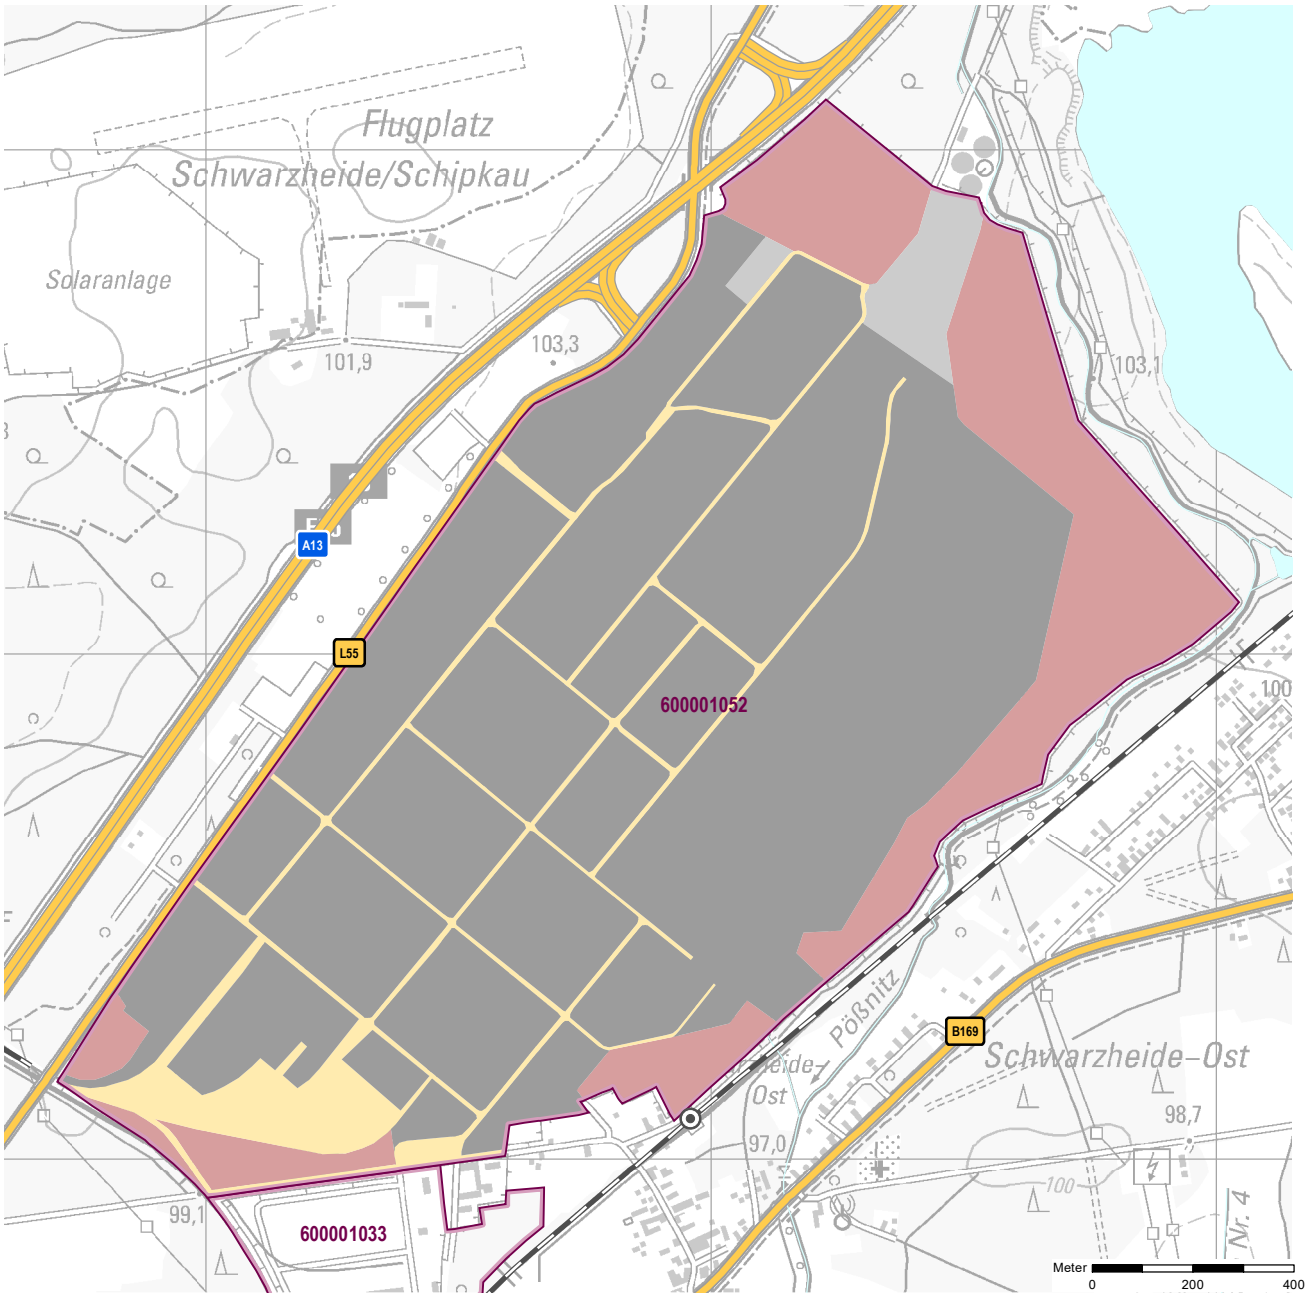 Flugplatz
Schwarzheide/Schipkau
Solaranlage
101,9
103,3
103,1
A13
L55
600001052
100
Pößnitz
B169
Schwarzheide-Ost
Ost
98,7
97,0
100
99,1
600001033
Nr. 4
Meter
0 200 400